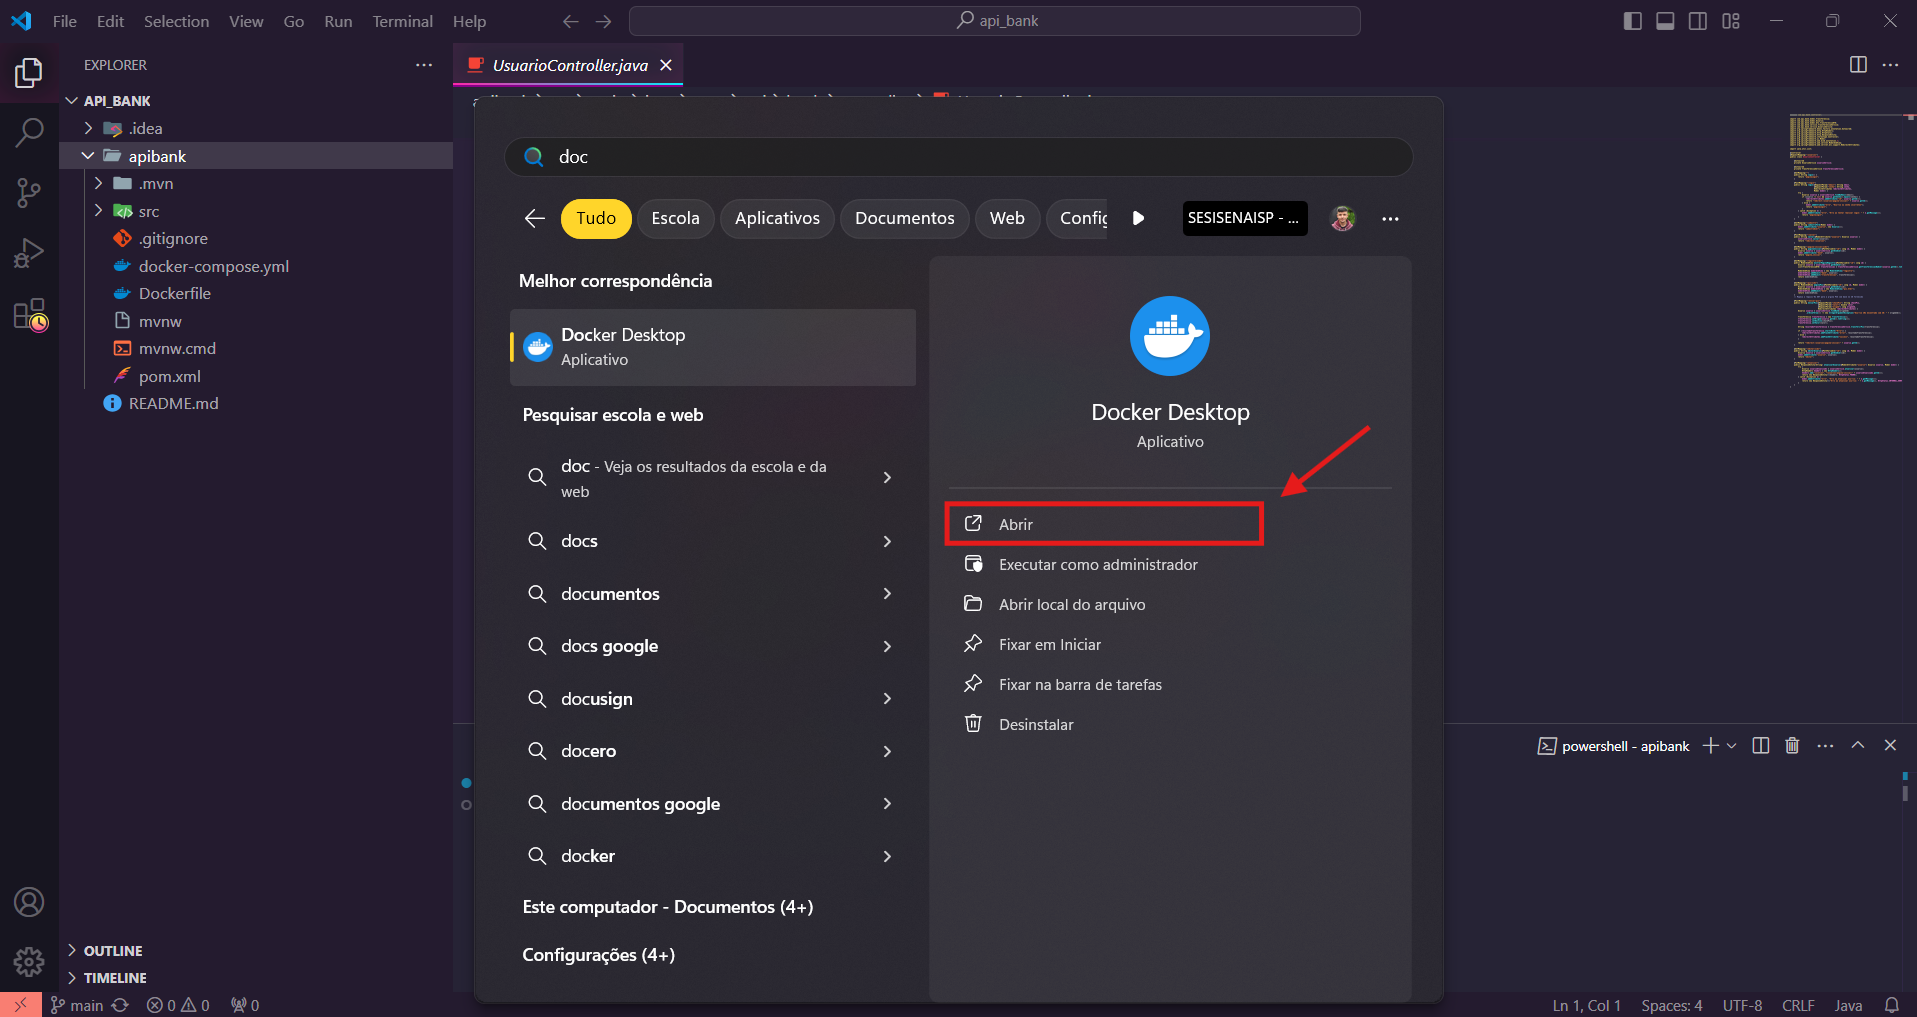 File Edit Selection View Go Run Terminal Help
api_bank
EXPLORER
API_BANK
.idea
apibank
.mvn
src
.gitignore
docker-compose.yml
Dockerfile
mvnw
mvnw.cmd
pom.xml
README.md
OUTLINE
TIMELINE
UsuarioController.java
doc
Tudo Escola Aplicativos Documentos Web Config
SESISENAISP - ...
Melhor correspondência
Docker Desktop
Aplicativo
Pesquisar escola e web
doc - Veja os resultados da escola e da
web
docs
documentos
docs google
docusign
docero
documentos google
docker
Este computador - Documentos (4+)
Configurações (4+)
Docker Desktop
Aplicativo
Abrir
Executar como administrador
Abrir local do arquivo
Fixar em Iniciar
Fixar na barra de tarefas
Desinstalar
powershell - apibank
main 0 0 0
Ln 1, Col 1 Spaces: 4 UTF-8 CRLF Java